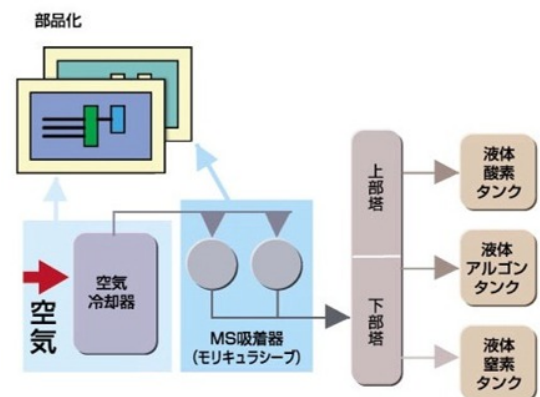 部品化
空気
空気
冷却器
MS吸着器
(モリキュラシーブ)
上部塔
下部塔
液体
酸素
タンク
液体
アルゴン
タンク
液体
窒素
タンク